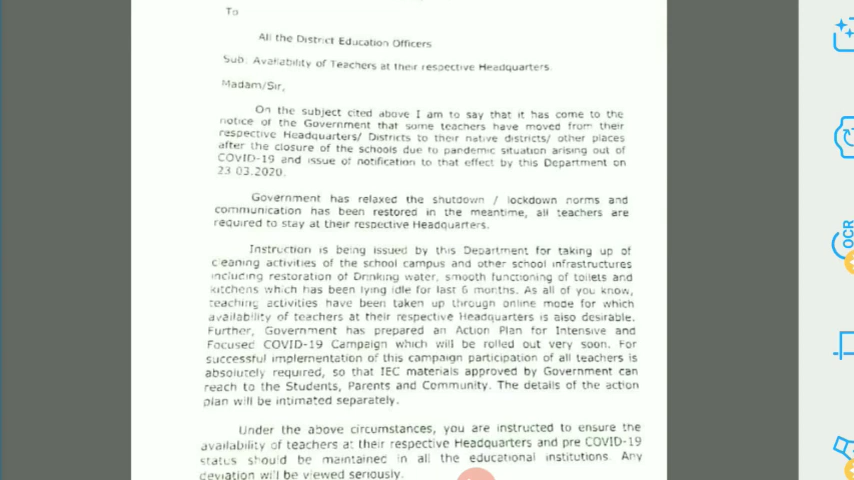 To
All the District Education Officers
Sub: Availability of Teachers at their respective Headquarters.
Madam/Sir,
On the subject cited above I am to say that it has come to the
notice of the Government that some teachers have moved from their
respective Headquarters/ Districts to their native districts/ other places
after the closure of the schools due to pandemic situation arising out of
COVID-19 and issue of notification to that effect by this Department on
23.03.2020.
Government has relaxed the shutdown / lockdown norms and
communication has been restored in the meantime, all teachers are
required to stay at their respective Headquarters.
Instruction is being issued by this Department for taking up of
cleaning activities of the school campus and other school infrastructures
including restoration of Drinking water, smooth functioning of toilets and
kitchens which has been lying idle for last 6 months. As all of you know,
teaching activities have been taken up through online mode for which
availability of teachers at their respective Headquarters is also desirable.
Further, Government has prepared an Action Plan for Intensive and
Focused COVID-19 Campaign which will be rolled out very soon. For
successful implementation of this campaign participation of all teachers is
absolutely required, so that IEC materials approved by Government can
reach to the Students, Parents and Community. The details of the action
plan will be intimated separately.
Under the above circumstances, you are instructed to ensure the
availability of teachers at their respective Headquarters and pre COVID-19
status should be maintained in all the educational institutions. Any
deviation will be viewed seriously.
OCR